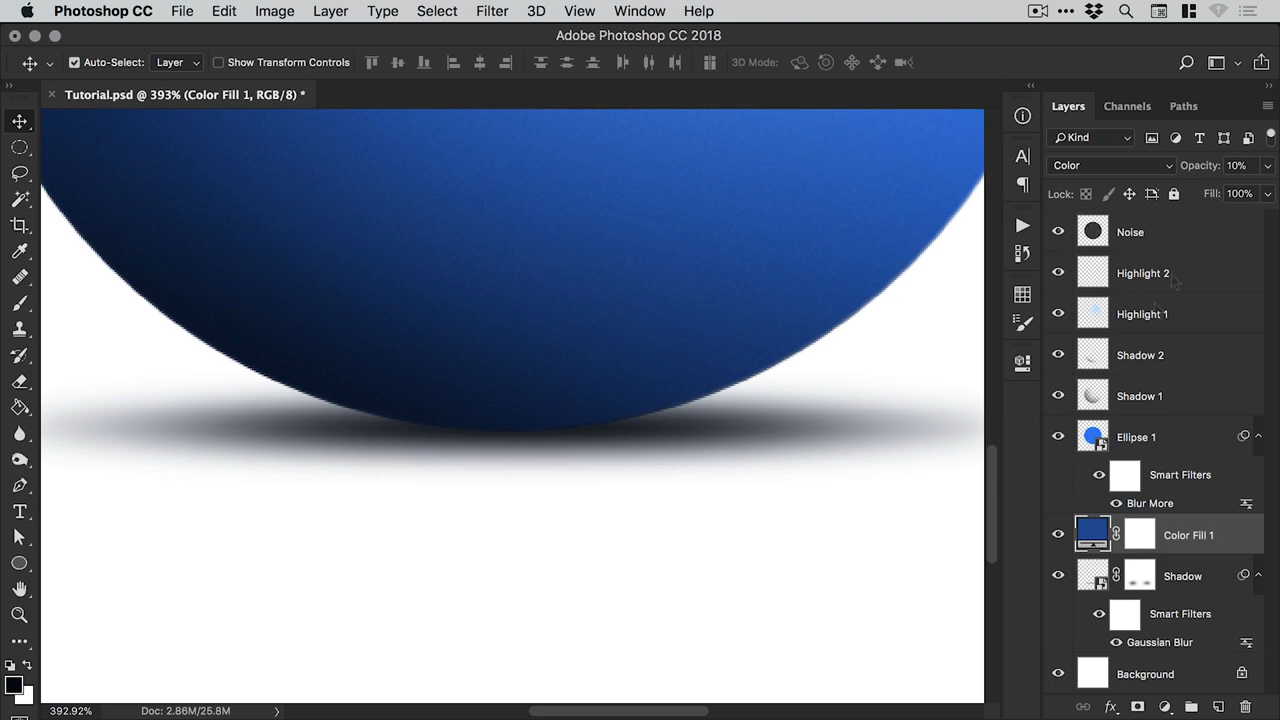 Photoshop CC File Edit Image Layer Type Select Filter 3D View Window Help
Adobe Photoshop CC 2018
Auto-Select: Layer Show Transform Controls 3D Mode:
× Tutorial.psd @ 393% (Color Fill 1, RGB/8) *
Layers Channels Paths
Kind
Color Opacity: 10%
Lock: Fill: 100%
Noise
Highlight 2
Highlight 1
Shadow 2
Shadow 1
Ellipse 1
Smart Filters
Blur More
Color Fill 1
Shadow
Smart Filters
Gaussian Blur
Background
392.92% Doc: 2.86M/25.8M